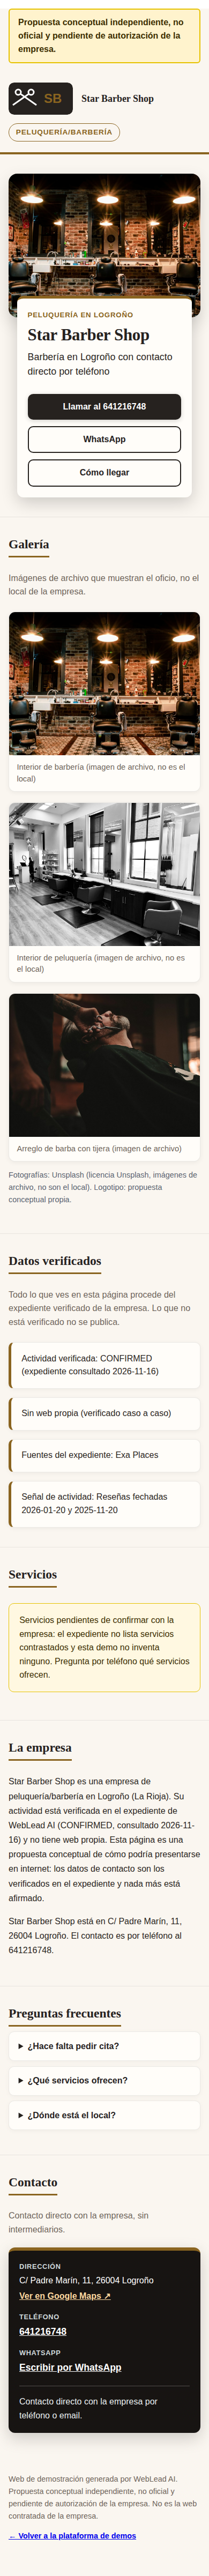 Propuesta conceptual independiente, no
oficial y pendiente de autorización de la
empresa.
SB
Star Barber Shop
PELUQUERÍA/BARBERÍA
PELUQUERÍA EN LOGROÑO
Star Barber Shop
Barbería en Logroño con contacto
directo por teléfono
Llamar al 641216748
WhatsApp
Cómo llegar
Galería
Imágenes de archivo que muestran el oficio, no el
local de la empresa.
Interior de barbería (imagen de archivo, no es el
local)
Interior de peluquería (imagen de archivo, no es
el local)
Arreglo de barba con tijera (imagen de archivo)
Fotografías: Unsplash (licencia Unsplash, imágenes de
archivo, no son el local). Logotipo: propuesta
conceptual propia.
Datos verificados
Todo lo que ves en esta página procede del
expediente verificado de la empresa. Lo que no
está verificado no se publica.
Actividad verificada: CONFIRMED
(expediente consultado 2026-11-16)
Sin web propia (verificado caso a caso)
Fuentes del expediente: Exa Places
Señal de actividad: Reseñas fechadas
2026-01-20 y 2025-11-20
Servicios
Servicios pendientes de confirmar con la
empresa: el expediente no lista servicios
contrastados y esta demo no inventa
ninguno. Pregunta por teléfono qué servicios
ofrecen.
La empresa
Star Barber Shop es una empresa de
peluquería/barbería en Logroño (La Rioja). Su
actividad está verificada en el expediente de
WebLead AI (CONFIRMED, consultado 2026-11-
16) y no tiene web propia. Esta página es una
propuesta conceptual de cómo podría presentarse
en internet: los datos de contacto son los
verificados en el expediente y nada más está
afirmado.
Star Barber Shop está en C/ Padre Marín, 11,
26004 Logroño. El contacto es por teléfono al
641216748.
Preguntas frecuentes
▶ ¿Hace falta pedir cita?
▶ ¿Qué servicios ofrecen?
▶ ¿Dónde está el local?
Contacto
Contacto directo con la empresa, sin
intermediarios.
DIRECCIÓN
C/ Padre Marín, 11, 26004 Logroño
Ver en Google Maps ↗
TELÉFONO
641216748
WHATSAPP
Escribir por WhatsApp
Contacto directo con la empresa por
teléfono o email.
Web de demostración generada por WebLead AI.
Propuesta conceptual independiente, no oficial y
pendiente de autorización de la empresa. No es la web
contratada de la empresa.
← Volver a la plataforma de demos